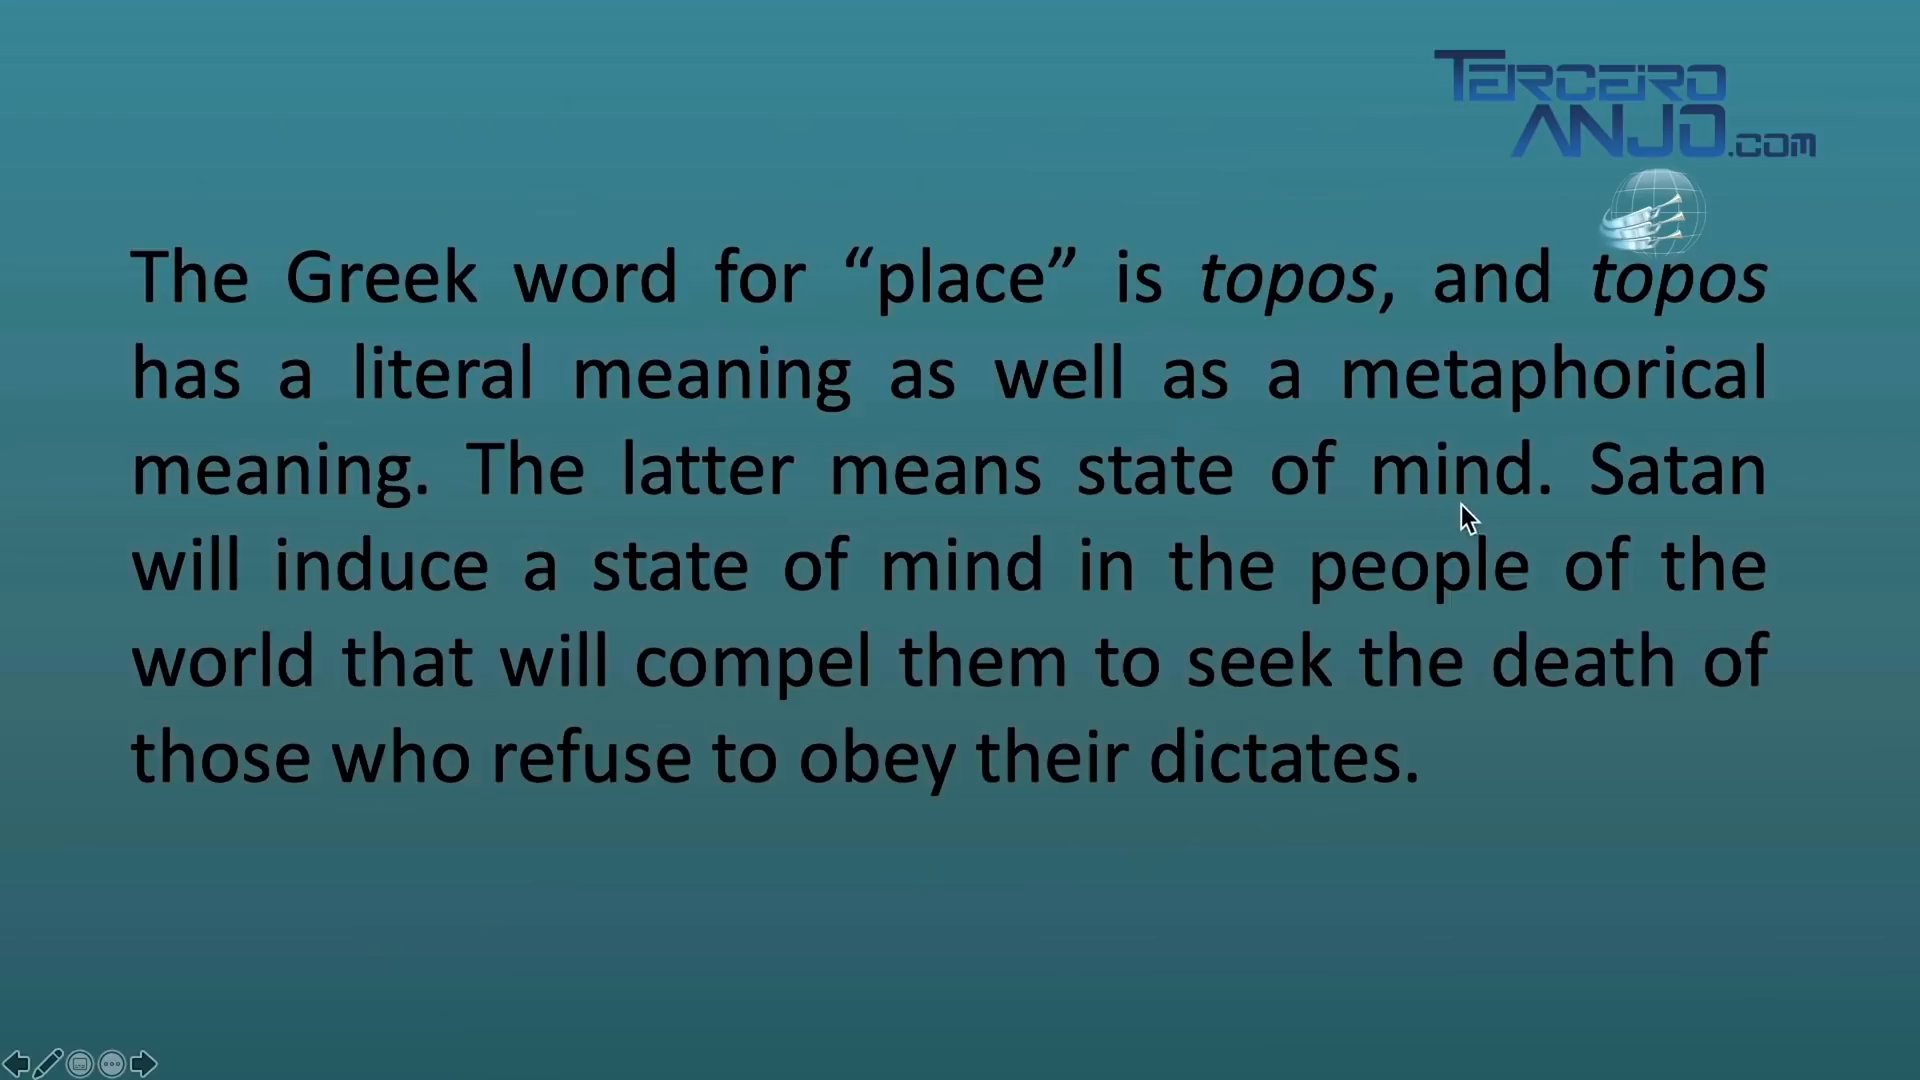 TERCEIRO
ANJO.COM
The Greek word for “place” is topos, and topos
has a literal meaning as well as a metaphorical
meaning. The latter means state of mind. Satan
will induce a state of mind in the people of the
world that will compel them to seek the death of
those who refuse to obey their dictates.